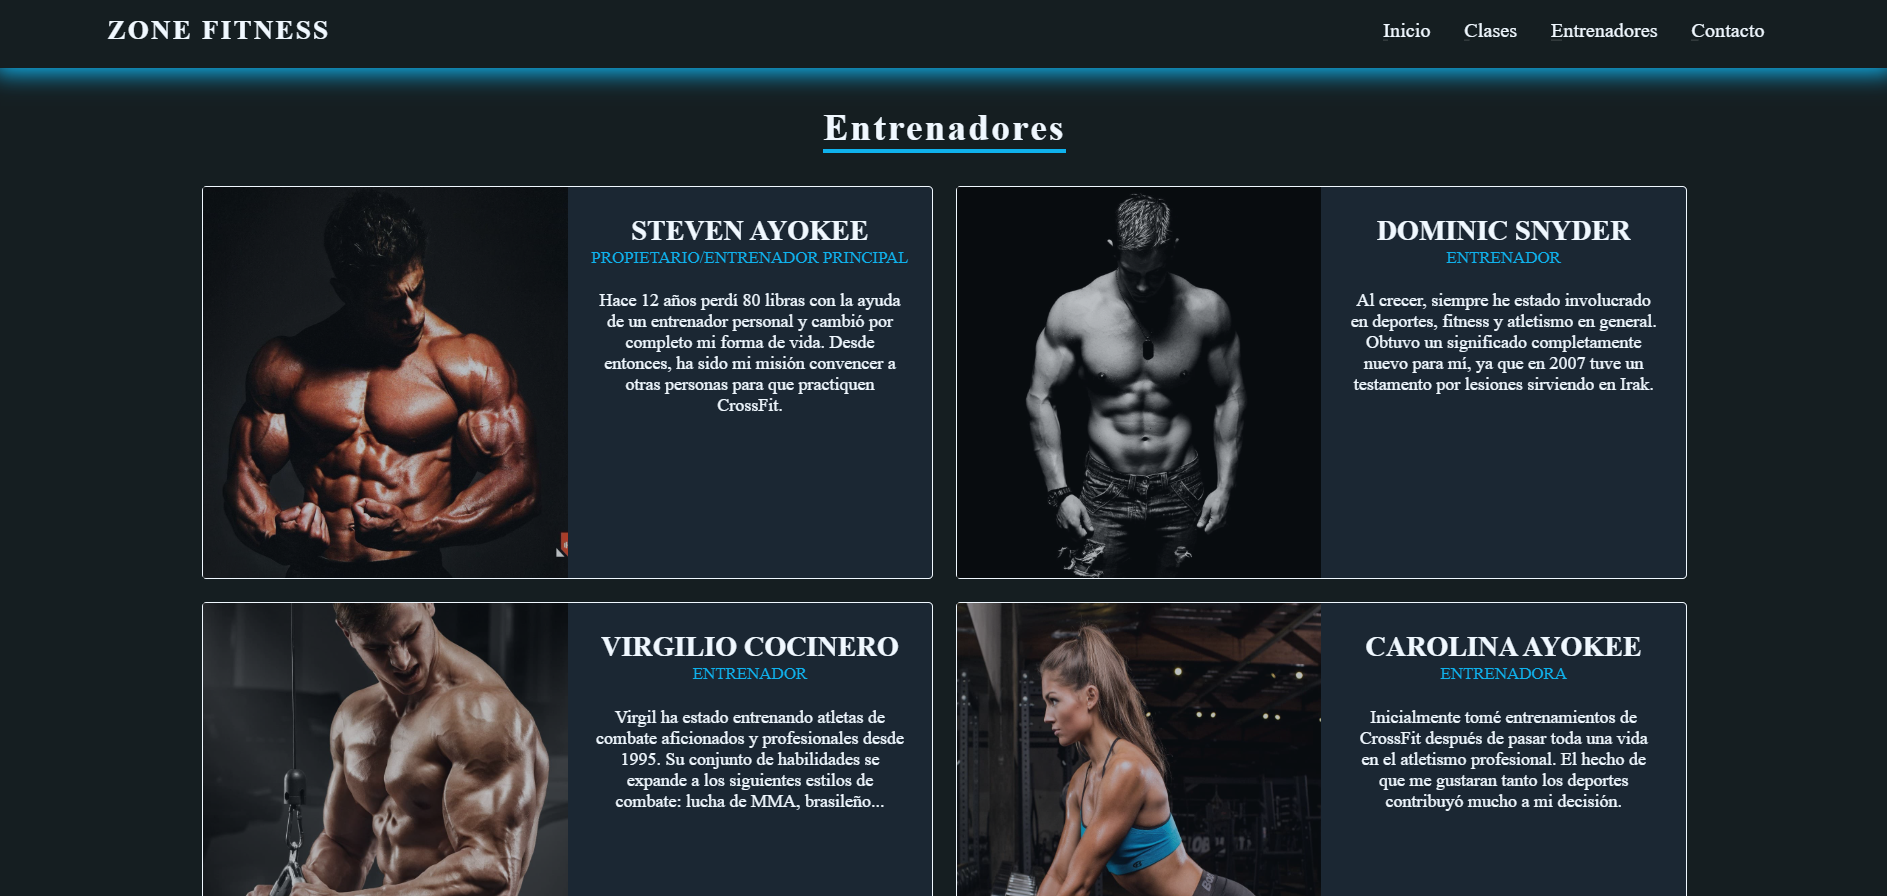 ZONE FITNESS
Inicio Clases Entrenadores Contacto
Entrenadores
STEVEN AYOKEE
PROPIETARIO/ENTRENADOR PRINCIPAL
Hace 12 años perdí 80 libras con la ayuda
de un entrenador personal y cambió por
completo mi forma de vida. Desde
entonces, ha sido mi misión convencer a
otras personas para que practiquen
CrossFit.
DOMINIC SNYDER
ENTRENADOR
Al crecer, siempre he estado involucrado
en deportes, fitness y atletismo en general.
Obtuvo un significado completamente
nuevo para mí, ya que en 2007 tuve un
testamento por lesiones sirviendo en Irak.
VIRGILIO COCINERO
ENTRENADOR
Virgil ha estado entrenando atletas de
combate aficionados y profesionales desde
1995. Su conjunto de habilidades se
expande a los siguientes estilos de
combate: lucha de MMA, brasileño...
CAROLINA AYOKEE
ENTRENADORA
Inicialmente tomé entrenamientos de
CrossFit después de pasar toda una vida
en el atletismo profesional. El hecho de
que me gustaran tanto los deportes
contribuyó mucho a mi decisión.